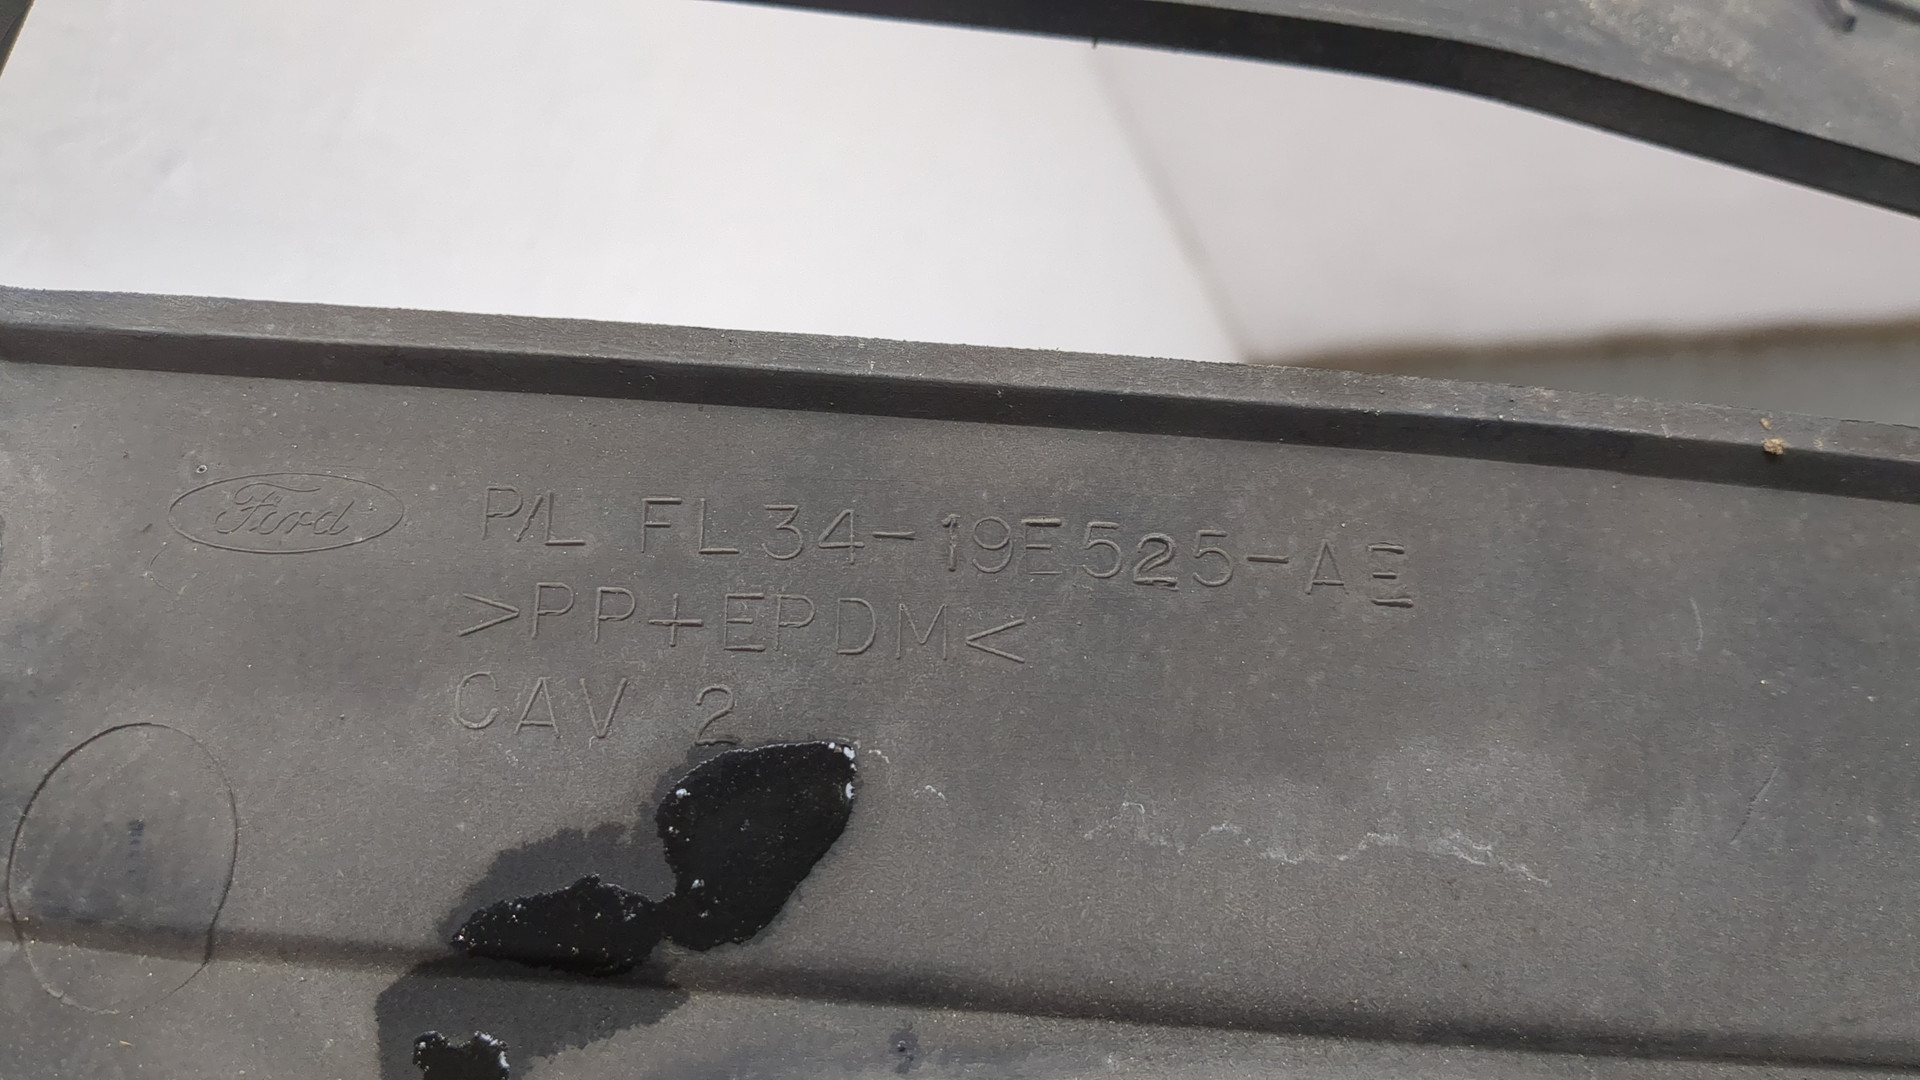 Ford P/L FL34-19E525-AE
>PP+EPDM<
CAV 2